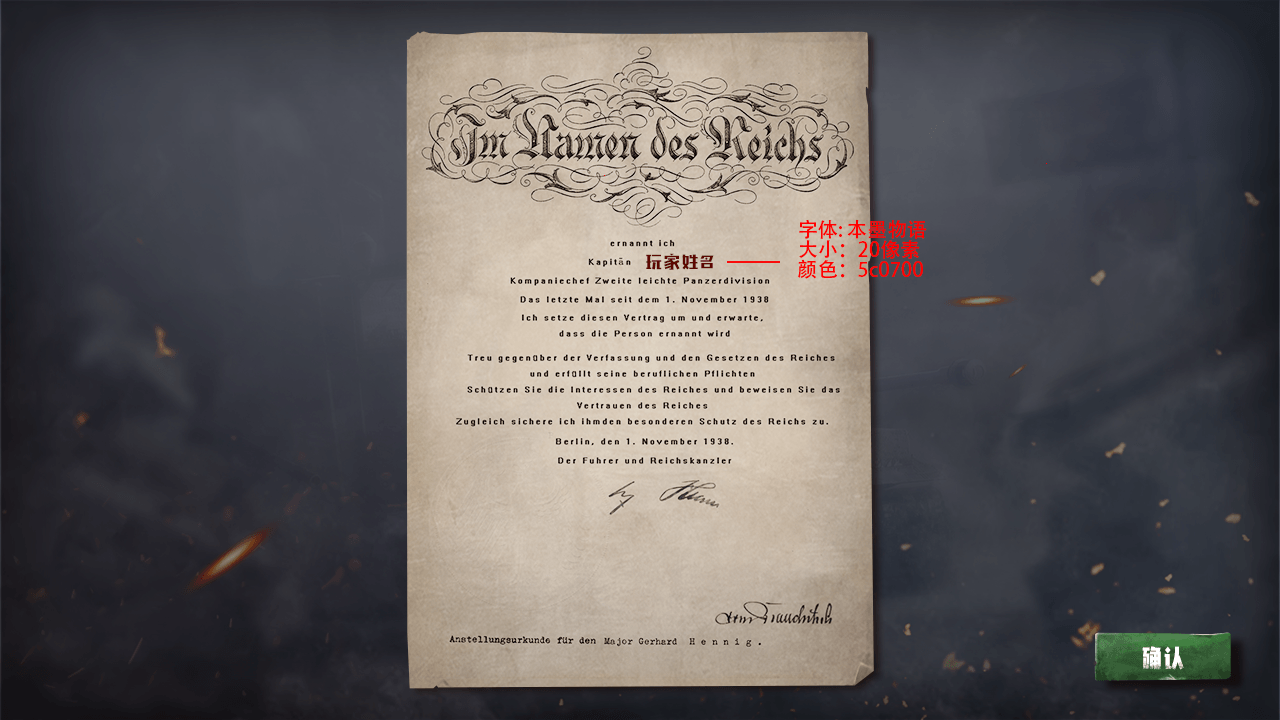 Im Namen des Reichs
ernannt ich
Kapitän 玩家姓名
字体: 本墨物语
大小：20像素
颜色：5c0700
Kompaniechef Zweite leichte Panzerdivision
Das letzte Mal seit dem 1. November 1938
Ich setze diesen Vertrag um und erwarte,
dass die Person ernannt wird
Treu gegenüber der Verfassung und den Gesetzen des Reiches
und erfüllt seine beruflichen Pflichten
Schützen Sie die Interessen des Reiches und beweisen Sie das
Vertrauen des Reiches
Zugleich sichere ich ihmden besonderen Schutz des Reichs zu.
Berlin, den 1. November 1938.
Der Fuhrer und Reichskanzler
Anstellungsurkunde für den Major Gerhard Hennig.
确认